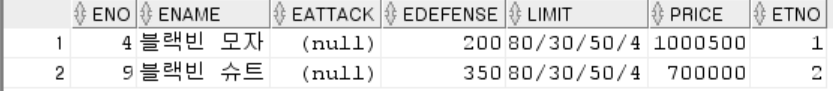 ENO ENAME EATTACK EDEFENSE LIMIT PRICE ETNO
1 4 블랙빈 모자 (null) 200 80/30/50/4 1000500 1
2 9 블랙빈 슈트 (null) 350 80/30/50/4 700000 2